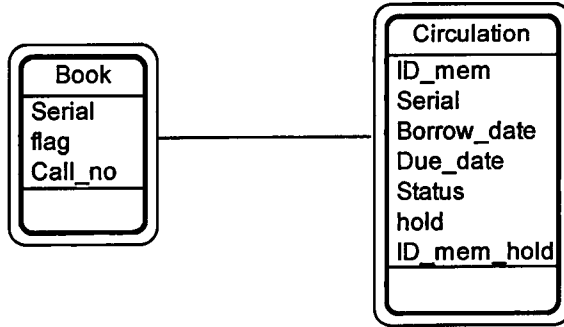 Book
Serial
flag
Call_no
Circulation
ID_mem
Serial
Borrow_date
Due_date
Status
hold
ID_mem_hold